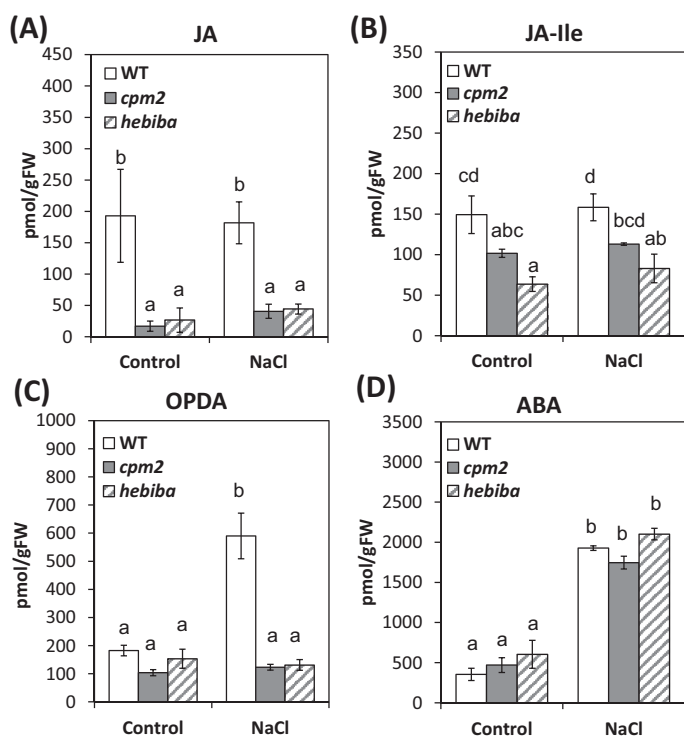 (A)
JA
pmol/gFW
450
400
350
300
250
200
150
100
50
0
WT
cpm2
hebiba
b
a
a
b
a
a
Control
NaCl
(B)
JA-Ile
pmol/gFW
350
300
250
200
150
100
50
0
WT
cpm2
hebiba
cd
abc
a
d
bcd
ab
Control
NaCl
(C)
OPDA
pmol/gFW
1000
900
800
700
600
500
400
300
200
100
0
WT
cpm2
hebiba
a
a
a
b
a
a
Control
NaCl
(D)
ABA
pmol/gFW
3500
3000
2500
2000
1500
1000
500
0
WT
cpm2
hebiba
a
a
a
b
b
b
Control
NaCl